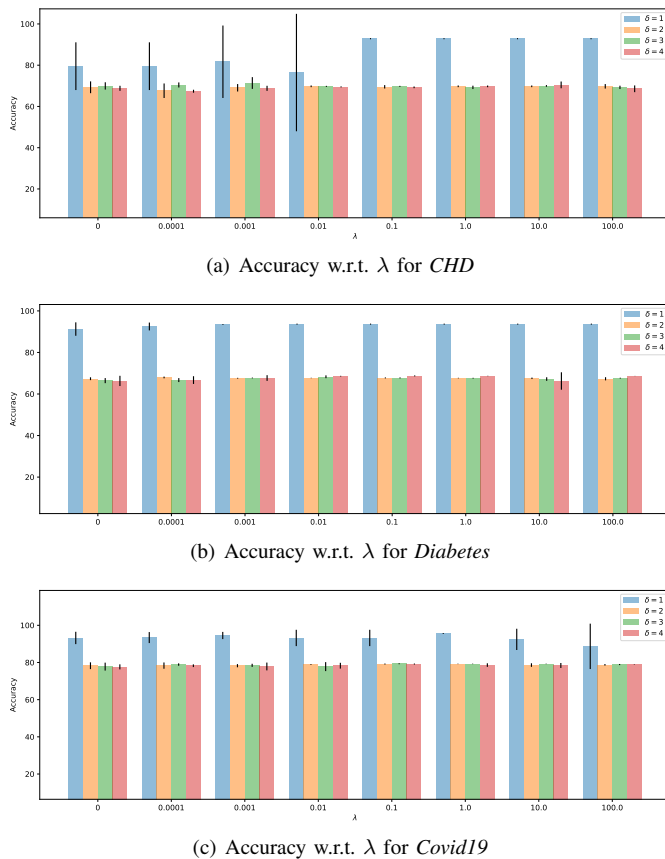 100
80
60
40
20
Accuracy
δ = 1
δ = 2
δ = 3
δ = 4
0 0.0001 0.001 0.01 0.1 1.0 10.0 100.0
λ
(a) Accuracy w.r.t. λ for CHD
100
80
60
40
20
Accuracy
δ = 1
δ = 2
δ = 3
δ = 4
0 0.0001 0.001 0.01 0.1 1.0 10.0 100.0
(b) Accuracy w.r.t. λ for Diabetes
100
80
60
40
20
Accuracy
δ = 1
δ = 2
δ = 3
δ = 4
0 0.0001 0.001 0.01 0.1 1.0 10.0 100.0
λ
(c) Accuracy w.r.t. λ for Covid19